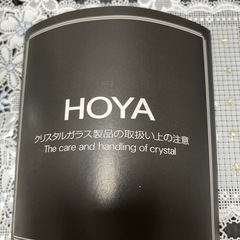 HOYA
クリスタルガラス製品の取扱い上の注意
The care and handling of crystal